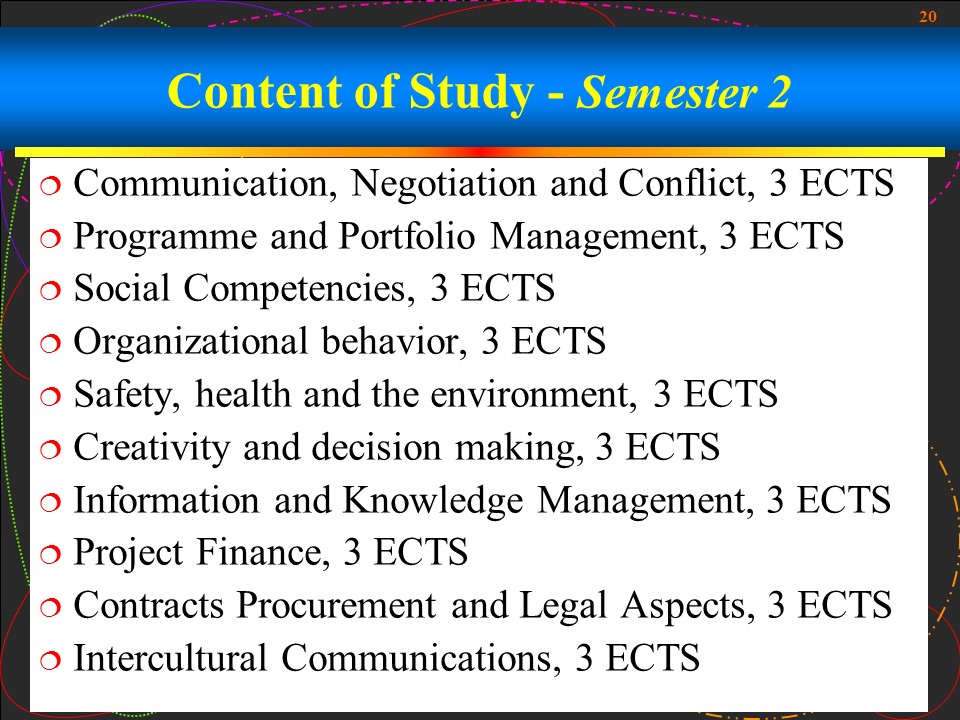 20
Content of Study - Semester 2
Communication, Negotiation and Conflict, 3 ECTS
Programme and Portfolio Management, 3 ECTS
Social Competencies, 3 ECTS
Organizational behavior, 3 ECTS
Safety, health and the environment, 3 ECTS
Creativity and decision making, 3 ECTS
Information and Knowledge Management, 3 ECTS
Project Finance, 3 ECTS
Contracts Procurement and Legal Aspects, 3 ECTS
Intercultural Communications, 3 ECTS